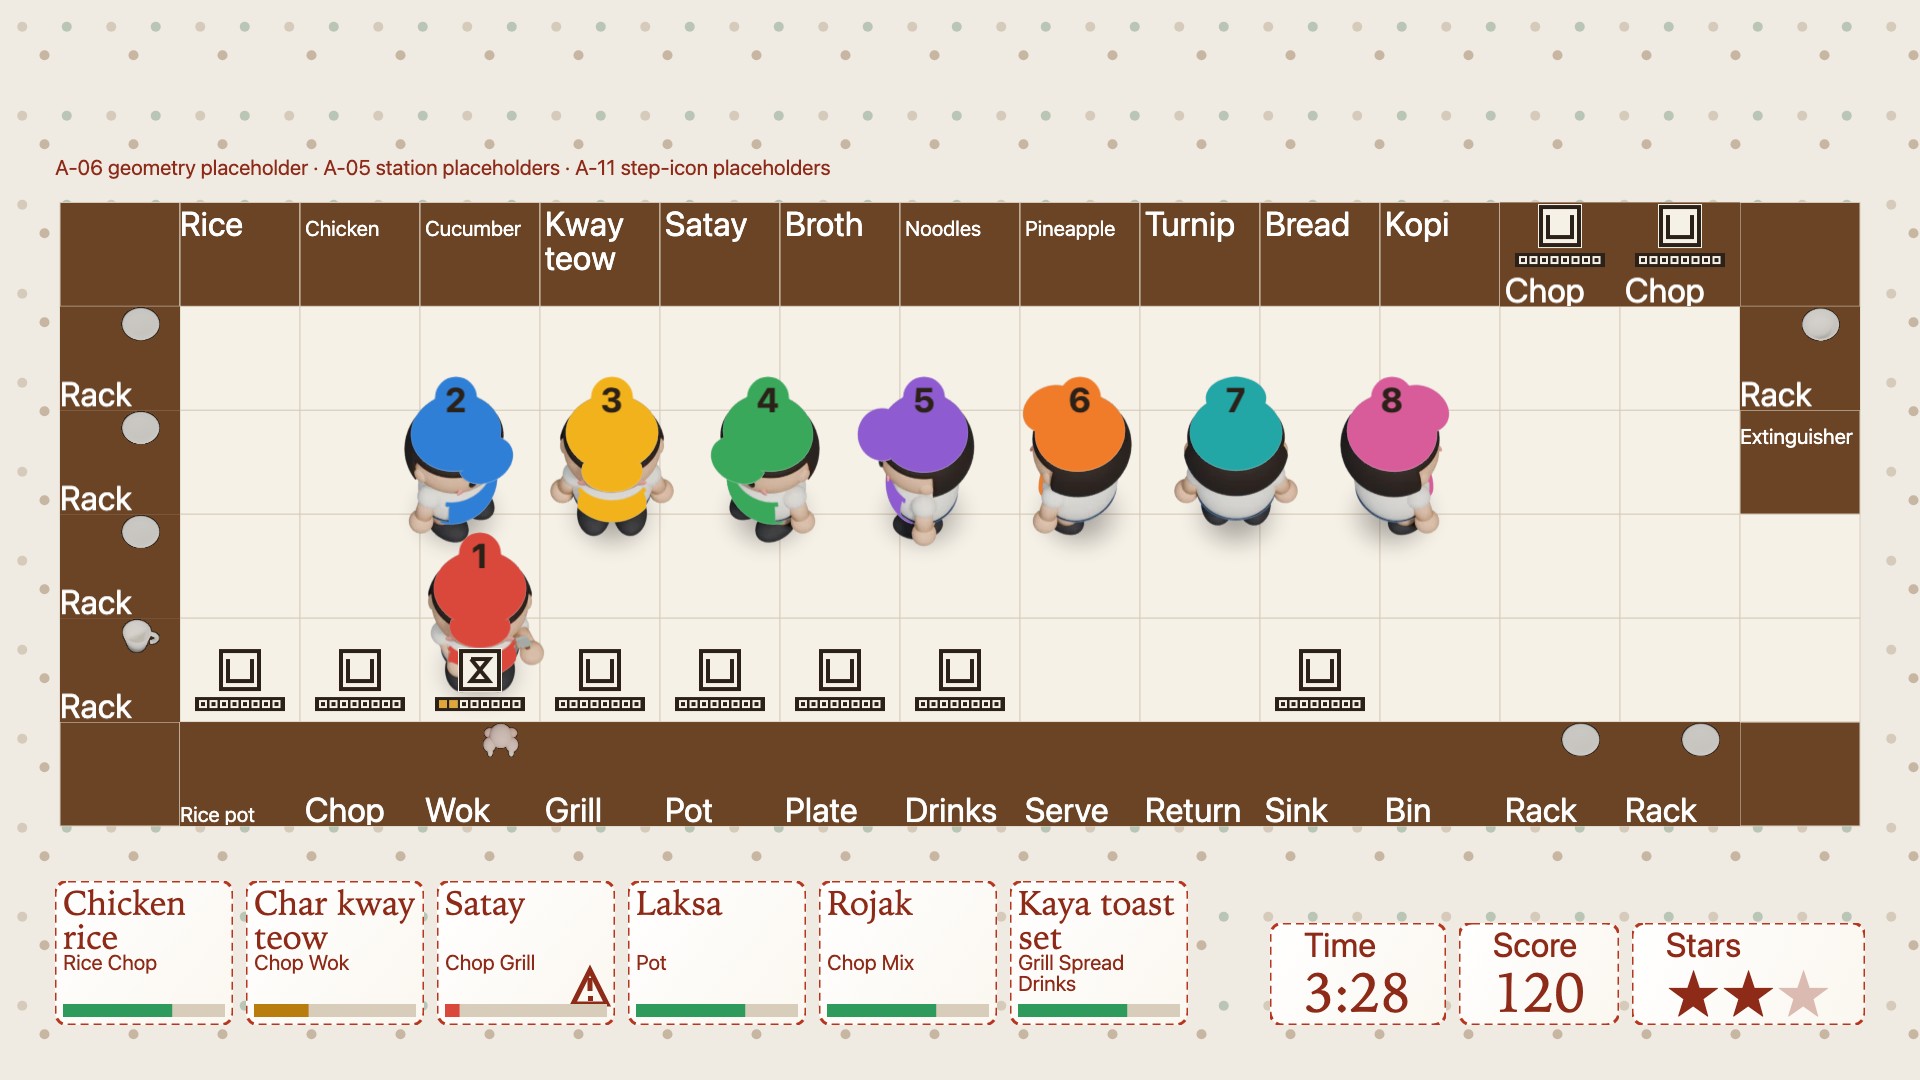 A-06 geometry placeholder · A-05 station placeholders · A-11 step-icon placeholders
Rice
Chicken
Cucumber
Kway
teow
Satay
Broth
Noodles
Pineapple
Turnip
Bread
Kopi
Chop
Chop
Rack
Rack
Extinguisher
2
3
4
5
6
7
8
Rack
1
Rack
Rack
Rice pot
Chop
Wok
Grill
Pot
Plate
Drinks
Serve
Return
Sink
Bin
Rack
Rack
Chicken
rice
Rice Chop
Char kway
teow
Chop Wok
Satay
Chop Grill
Laksa
Pot
Rojak
Chop Mix
Kaya toast
set
Grill Spread
Drinks
Time
3:28
Score
120
Stars